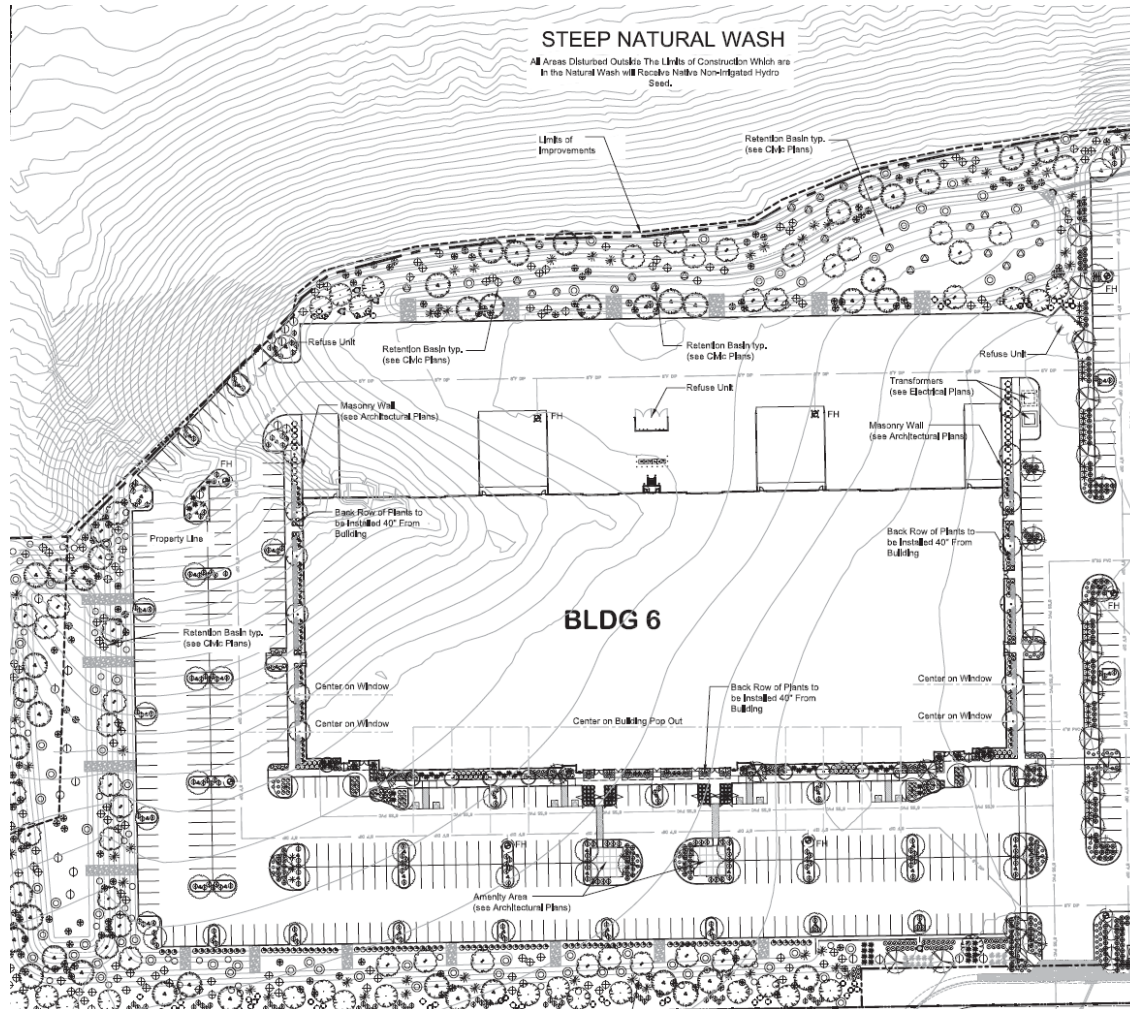 STEEP NATURAL WASH
All Areas Disturbed Outside The Limits of Construction Which are
in the Natural Wash will Receive Native Non-Irrigated Hydro
Seed.
Limits of
Improvements
Retention Basin typ.
(see Civic Plans)
FH
Refuse Unit
Retention Basin typ.
(see Civic Plans)
Retention Basin typ.
(see Civic Plans)
Refuse Unit
Refuse Unit
Transformers
(see Electrical Plans)
Masonry Wall
(see Architectural Plans)
FH
FH
Masonry Wall
(see Architectural Plans)
FH
Back Row of Plants to
be Installed 40" From
Building
Property Line
Back Row of Plants to
be Installed 40" From
Building
FH
BLDG 6
Retention Basin typ.
(see Civic Plans)
Center on Window
Back Row of Plants to
be Installed 40" From
Building
Center on Window
Center on Window
Center on Building Pop Out
Center on Window
FH
FH
Amenity Area
(see Architectural Plans)